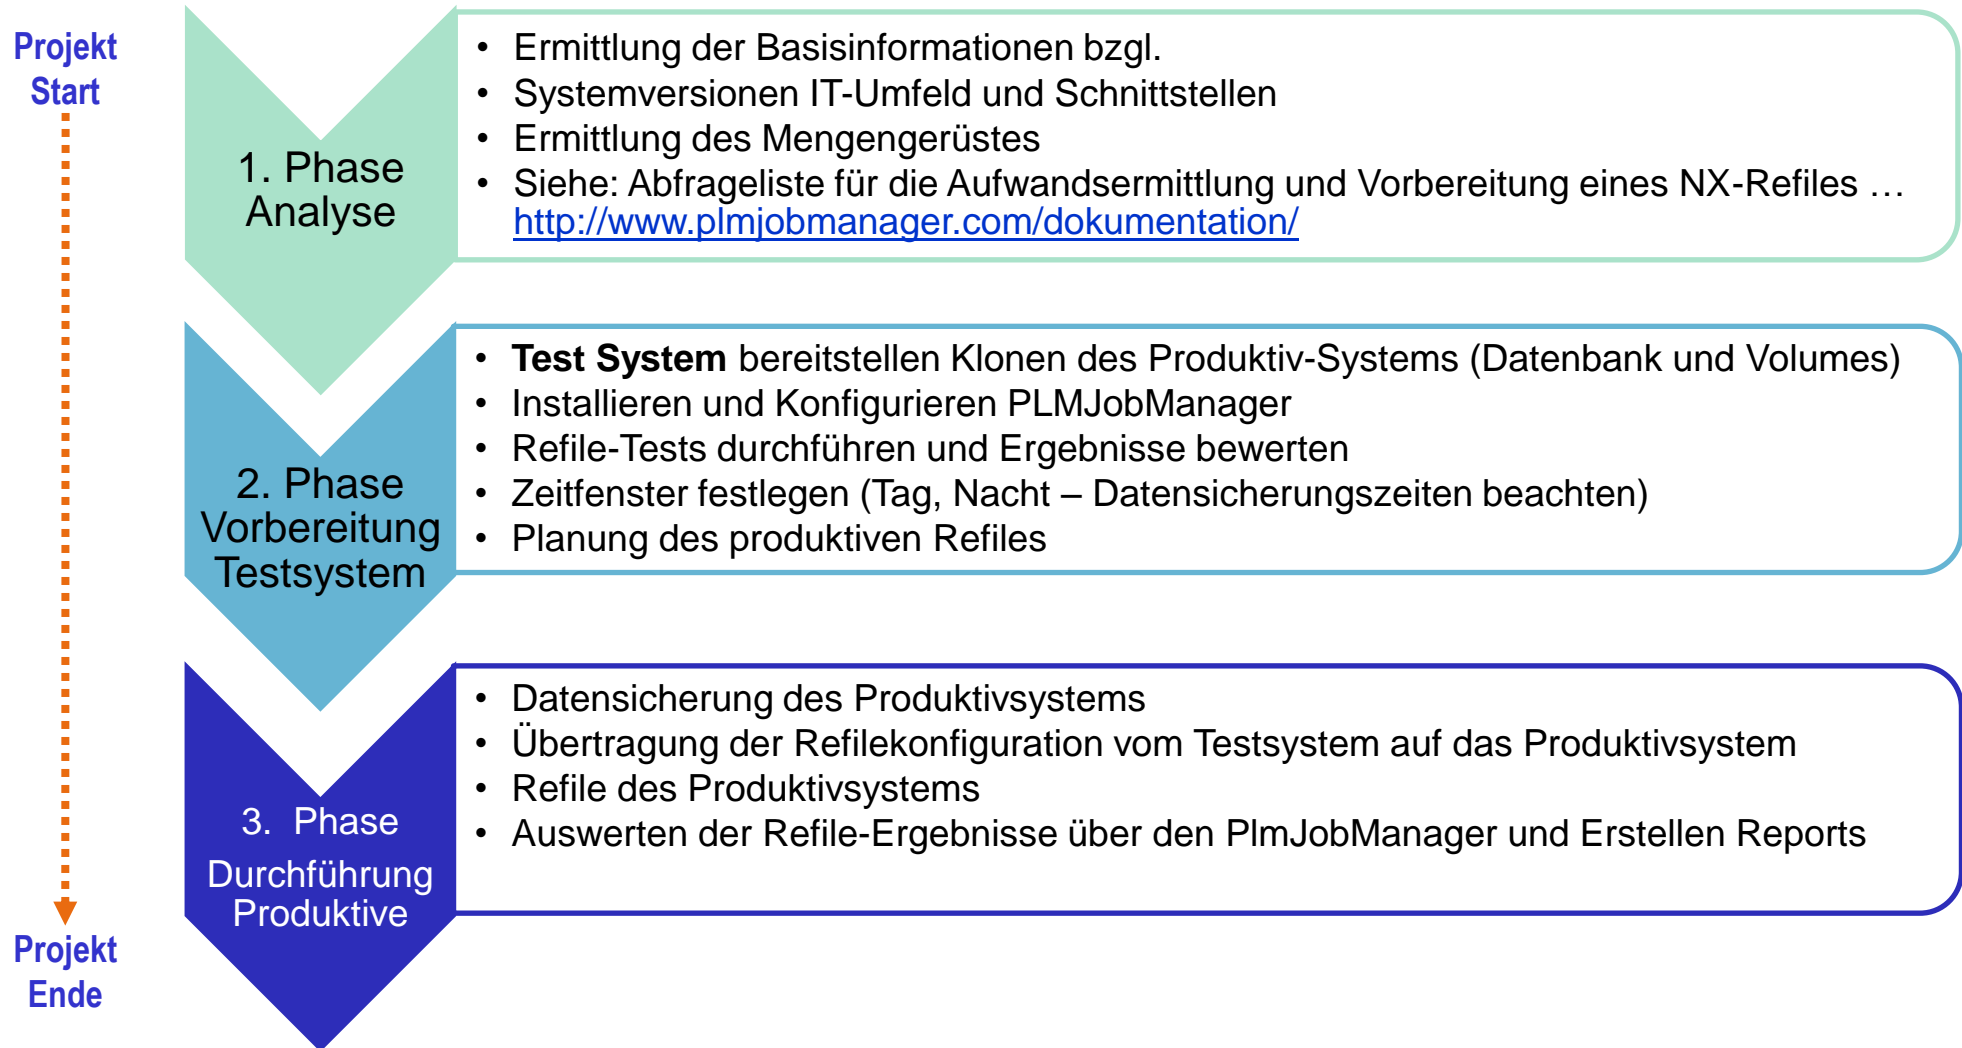 Projekt
Start
1. Phase
Analyse
• Ermittlung der Basisinformationen bzgl.
• Systemversionen IT-Umfeld und Schnittstellen
• Ermittlung des Mengengerüstes
• Siehe: Abfrageliste für die Aufwandsermittlung und Vorbereitung eines NX-Refiles …
http://www.plmjobmanager.com/dokumentation/
2. Phase
Vorbereitung
Testsystem
• Test System bereitstellen Klonen des Produktiv-Systems (Datenbank und Volumes)
• Installieren und Konfigurieren PLMJobManager
• Refile-Tests durchführen und Ergebnisse bewerten
• Zeitfenster festlegen (Tag, Nacht – Datensicherungszeiten beachten)
• Planung des produktiven Refiles
3. Phase
Durchführung
Produktive
• Datensicherung des Produktivsystems
• Übertragung der Refilekonfiguration vom Testsystem auf das Produktivsystem
• Refile des Produktivsystems
• Auswerten der Refile-Ergebnisse über den PlmJobManager und Erstellen Reports
Projekt
Ende